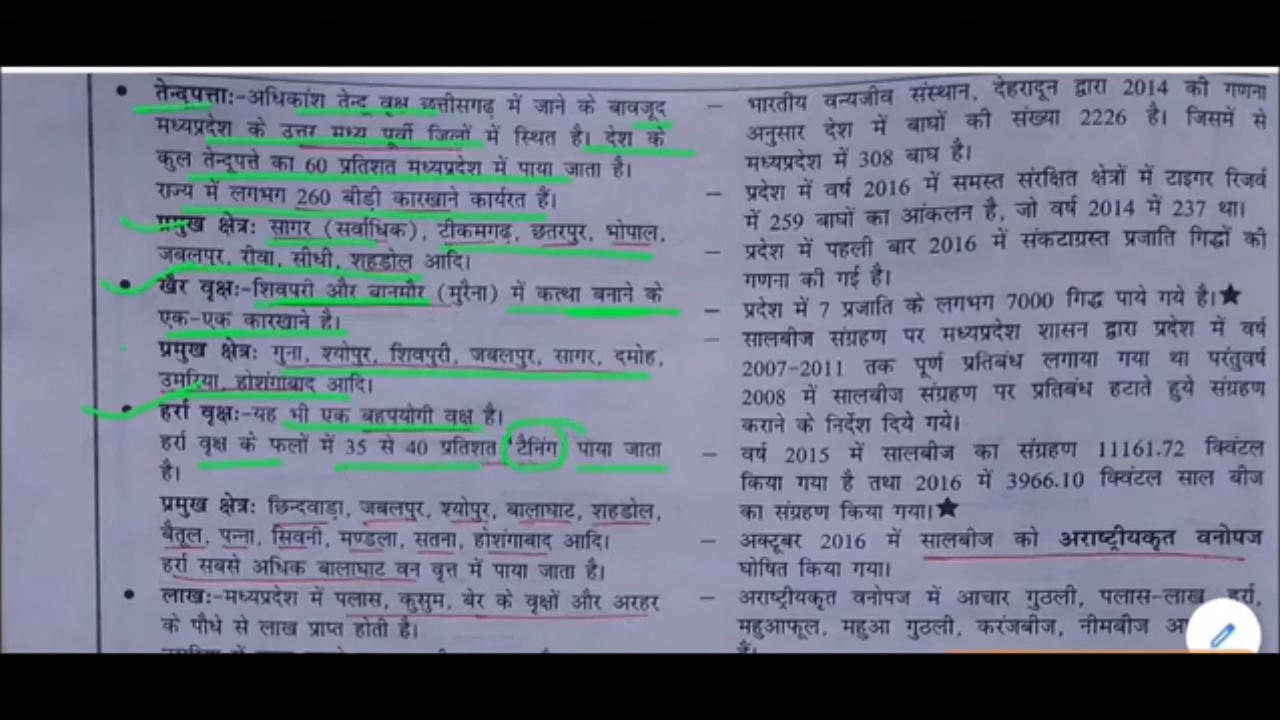 तेन्दूपत्ताः-अधिकांश तेन्दू वृक्ष छत्तीसगढ़ में जाने के बावजूद
मध्यप्रदेश के उत्तर मध्य पूर्वी जिलों में स्थित है। देश के
कुल तेन्दूपत्ते का 60 प्रतिशत मध्यप्रदेश में पाया जाता है।
राज्य में लगभग 260 बीड़ी कारखाने कार्यरत हैं।
प्रमुख क्षेत्रः सागर (सर्वाधिक), टीकमगढ़, छतरपुर, भोपाल,
जबलपुर, रीवा, सीधी, शहडोल आदि।
खैर वृक्षः-शिवपुरी और बानमौर (मुरैना) में कत्था बनाने के
एक-एक कारखाने है।
प्रमुख क्षेत्रः गुना, श्योपुर, शिवपुरी, जबलपुर, सागर, दमोह,
उमरिया, होशंगाबाद आदि।
हर्रा वृक्षः-यह भी एक बहुपयोगी वृक्ष है।
हर्रा वृक्ष के फलों में 35 से 40 प्रतिशत 'टैनिंग' पाया जाता
है।
प्रमुख क्षेत्रः छिन्दवाड़ा, जबलपुर, श्योपुर, बालाघाट, शहडोल,
बैतूल, पन्ना, सिवनी, मण्डला, सतना, होशंगाबाद आदि।
हर्रा सबसे अधिक बालाघाट वन वृत्त में पाया जाता है।
लाखः-मध्यप्रदेश में पलास, कुसुम, बेर के वृक्षों और अरहर
के पौधे से लाख प्राप्त होती है।
– भारतीय वन्यजीव संस्थान, देहरादून द्वारा 2014 की गणना
अनुसार देश में बाघों की संख्या 2226 है। जिसमें से
मध्यप्रदेश में 308 बाघ है।
– प्रदेश में वर्ष 2016 में समस्त संरक्षित क्षेत्रों में टाइगर रिजर्व
में 259 बाघों का आंकलन है, जो वर्ष 2014 में 237 था।
– प्रदेश में पहली बार 2016 में संकटाग्रस्त प्रजाति गिद्धों की
गणना की गई है।
– प्रदेश में 7 प्रजाति के लगभग 7000 गिद्ध पाये गये है।★
– सालबीज संग्रहण पर मध्यप्रदेश शासन द्वारा प्रदेश में वर्ष
2007-2011 तक पूर्ण प्रतिबंध लगाया गया था परंतुवर्ष
2008 में सालबीज संग्रहण पर प्रतिबंध हटाते हुये संग्रहण
कराने के निर्देश दिये गये।
– वर्ष 2015 में सालबीज का संग्रहण 11161.72 क्विंटल
किया गया है तथा 2016 में 3966.10 क्विंटल साल बीज
का संग्रहण किया गया।★
– अक्टूबर 2016 में सालबीज को अराष्ट्रीयकृत वनोपज
घोषित किया गया।
– अराष्ट्रीयकृत वनोपज में आचार गुठली, पलास-लाख, हर्रा,
महुआफूल, महुआ गुठली, करंजबीज, नीमबीज
हैं।